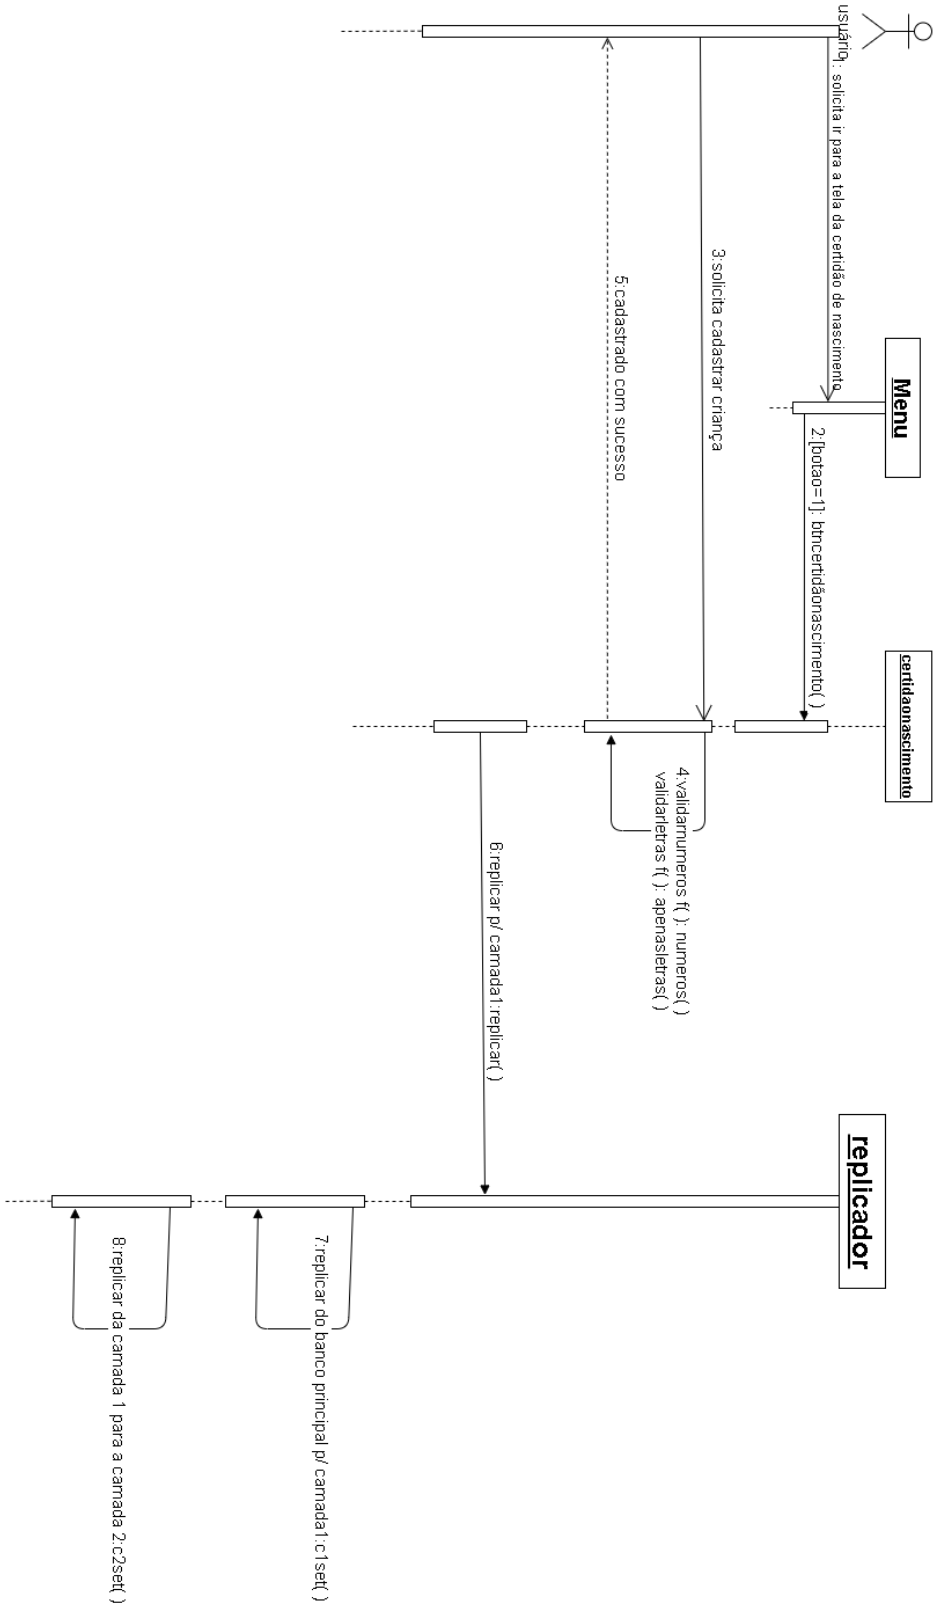 usuário
Menu
certidaonascimento
replicador
1: solicita ir para a tela da certidão de nascimento
2:[botao=1]: btncertidãonascimento( )
3:solicita cadastrar criança
4:validarnumeros f( ): numeros( )
validarletras f( ): apenasletras( )
5:cadastrado com sucesso
6:replicar p/ camada1:replicar( )
7:replicar do banco principal p/ camada1:c1set( )
8:replicar da camada 1 para a camada 2:c2set( )